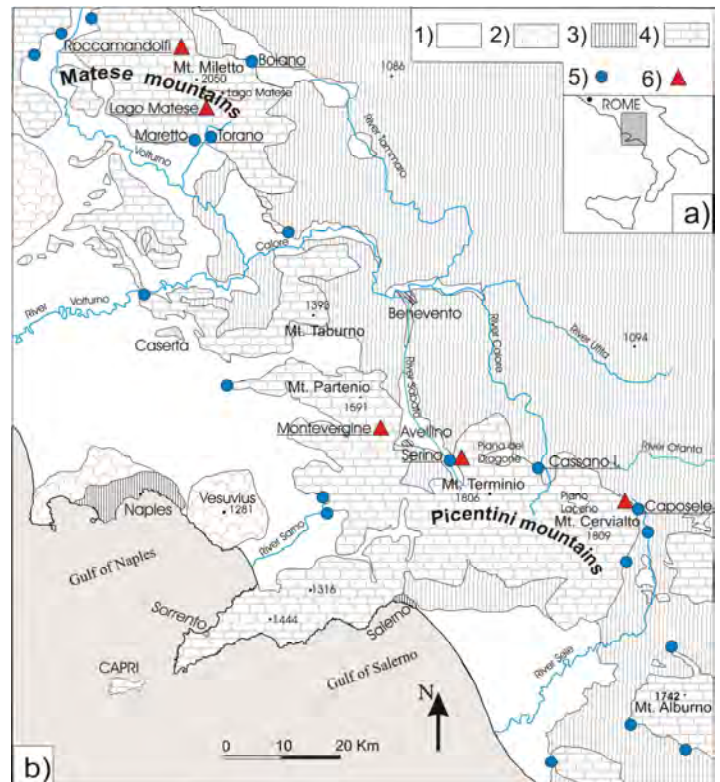 1)
2)
3)
4)
5)
6)
ROME
a)
Roccamandolfi
Mt. Miletto
2050
Boiano
1086
Matese mountains
Lago Matese
Lago Matese
Maretto
Torano
Volturno
River Tammaro
Calore
River
Volturno
1393
Mt. Taburno
Benevento
River Calore
River Ufita
1094
Caserta
River Sabato
Mt. Partenio
1591
Montevergine
Avellino
Serino
Piana del
Dragone
Cassano I.
River Ofanto
Mt. Terminio
1806
Piano
Laceno
Caposele
Mt. Cervialto
1809
Picentini mountains
Naples
Vesuvius
1281
River Sarno
Gulf of Naples
Sorrento
1316
1444
Salerno
CAPRI
Gulf of Salerno
River Sele
1742
Mt. Alburno
N
0 10 20 Km
b)